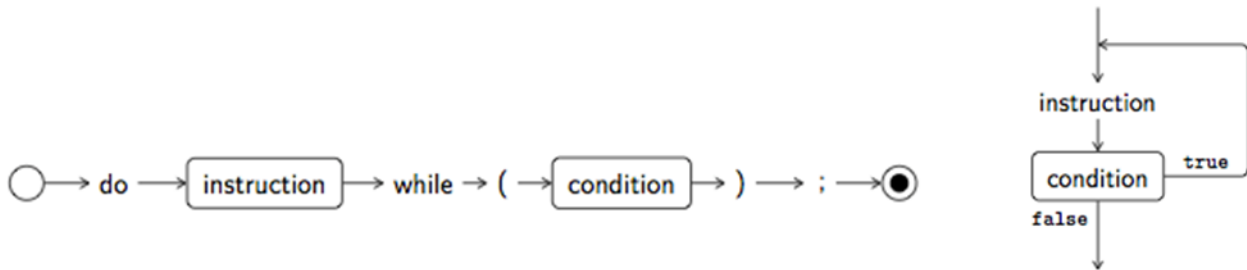 do instruction while ( condition ) ;
instruction
condition
true
false